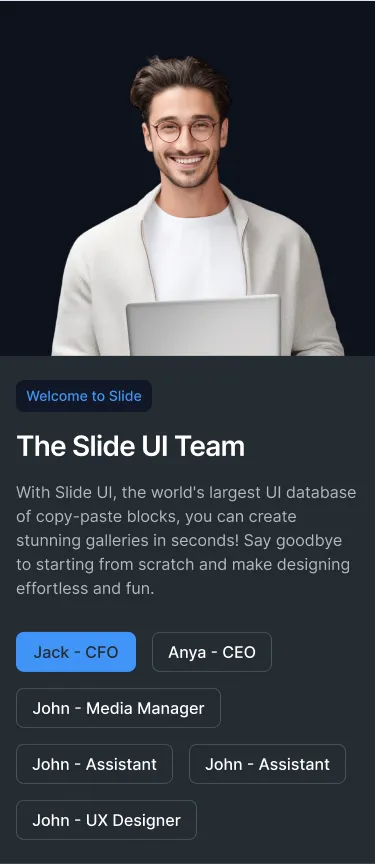 Welcome to Slide
The Slide UI Team
With Slide UI, the world's largest UI database
of copy-paste blocks, you can create
stunning galleries in seconds! Say goodbye
to starting from scratch and make designing
effortless and fun.
Jack - CFO
Anya - CEO
John - Media Manager
John - Assistant
John - Assistant
John - UX Designer